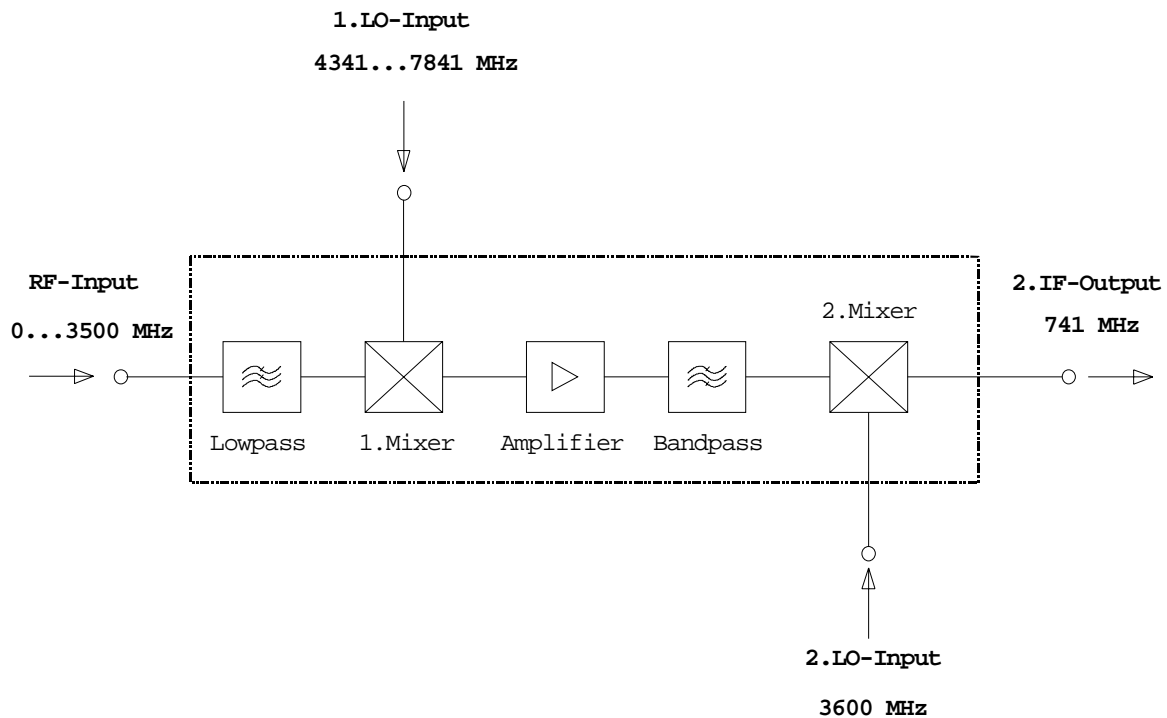 1.LO-Input
4341...7841 MHz
RF-Input
0...3500 MHz
2.IF-Output
741 MHz
2.Mixer
Lowpass
1.Mixer
Amplifier
Bandpass
2.LO-Input
3600 MHz